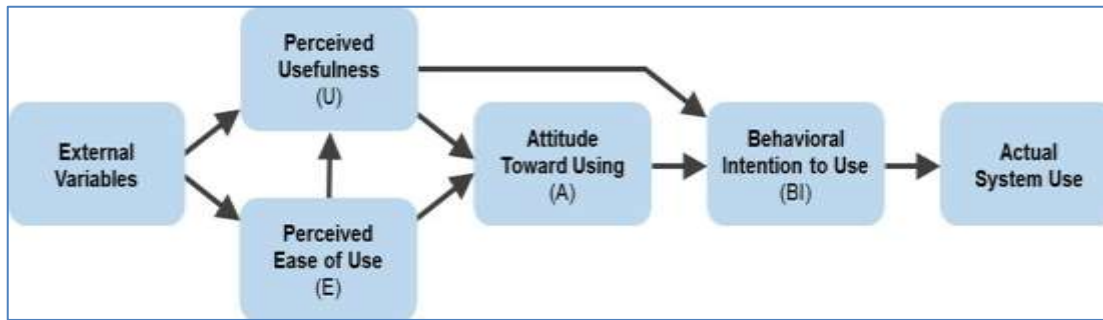 Perceived
Usefulness
(U)
External
Variables
Perceived
Ease of Use
(E)
Attitude
Toward Using
(A)
Behavioral
Intention to Use
(BI)
Actual
System Use